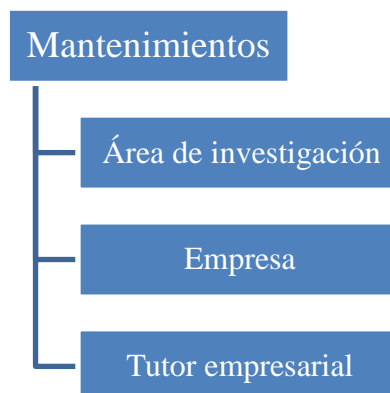 Mantenimientos
Área de investigación
Empresa
Tutor empresarial